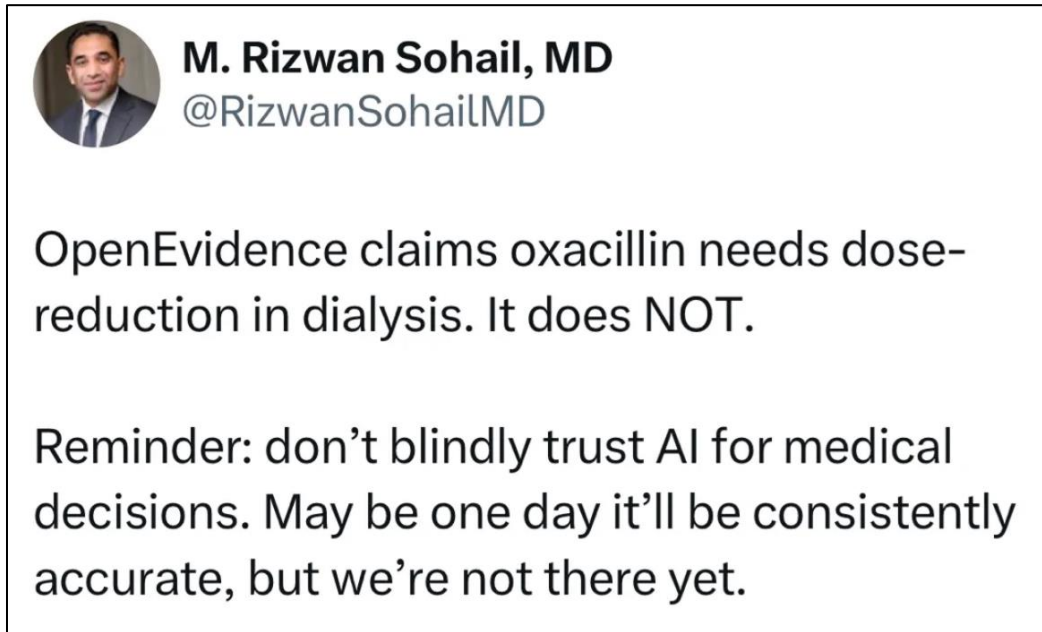 M. Rizwan Sohail, MD
@RizwanSohailMD
OpenEvidence claims oxacillin needs dose-
reduction in dialysis. It does NOT.
Reminder: don’t blindly trust AI for medical
decisions. May be one day it’ll be consistently
accurate, but we’re not there yet.